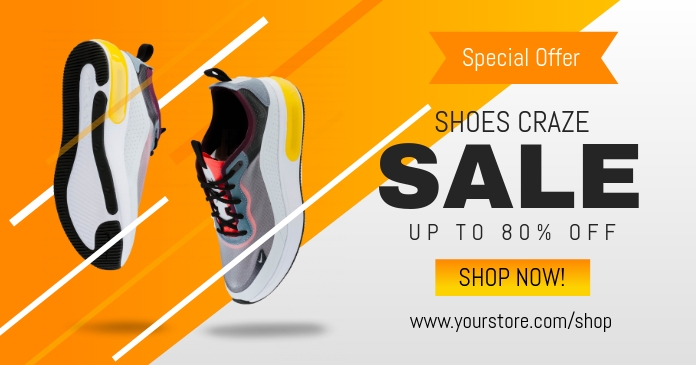 Special Offer
SHOES CRAZE
SALE
UP TO 80% OFF
SHOP NOW!
www.yourstore.com/shop